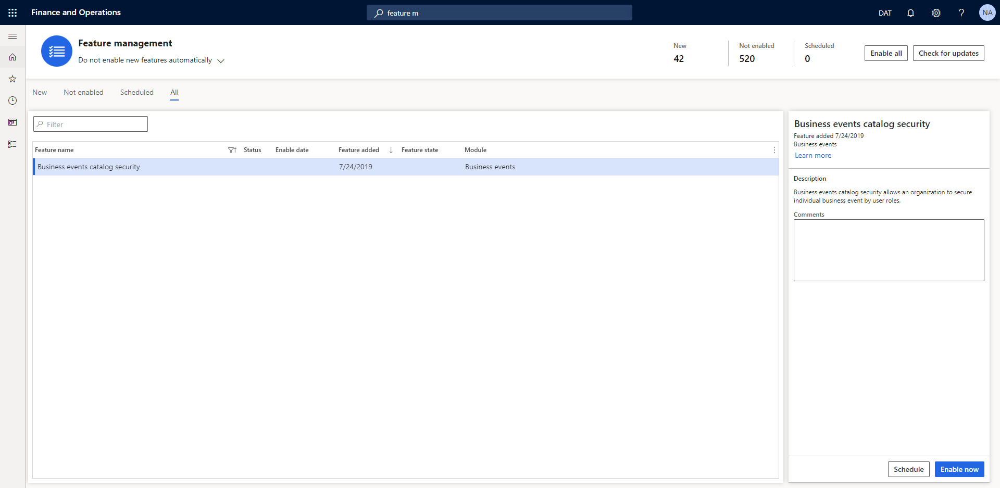 Finance and Operations
feature m
DAT
NA
Feature management
Do not enable new features automatically
New
42
Not enabled
520
Scheduled
0
Enable all
Check for updates
New
Not enabled
Scheduled
All
Filter
Feature name
Status
Enable date
Feature added
Feature state
Module
Business events catalog security
7/24/2019
Business events
Business events catalog security
Feature added 7/24/2019
Business events
Learn more
Description
Business events catalog security allows an organization to secure
individual business event by user roles.
Comments
Schedule
Enable now